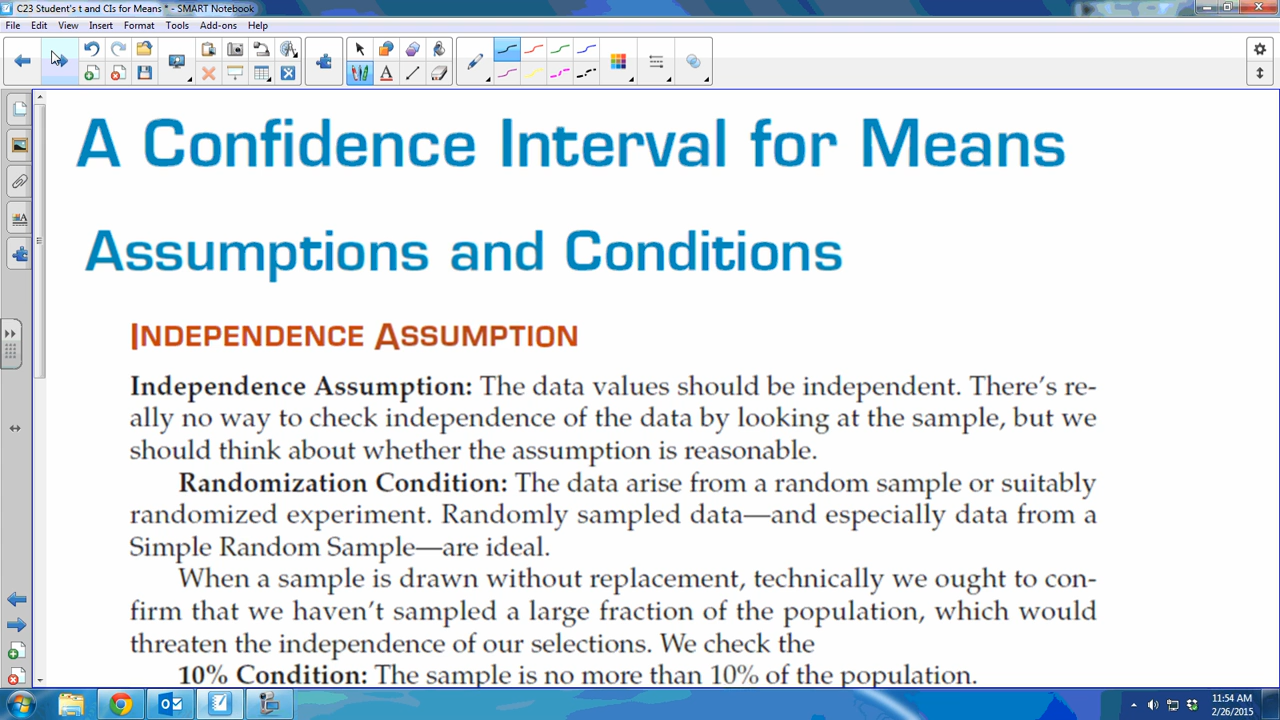 C23 Student's t and CIs for Means * - SMART Notebook
File Edit View Insert Format Tools Add-ons Help
A Confidence Interval for Means
Assumptions and Conditions
INDEPENDENCE ASSUMPTION
Independence Assumption: The data values should be independent. There's re-
ally no way to check independence of the data by looking at the sample, but we
should think about whether the assumption is reasonable.
Randomization Condition: The data arise from a random sample or suitably
randomized experiment. Randomly sampled data—and especially data from a
Simple Random Sample—are ideal.
When a sample is drawn without replacement, technically we ought to con-
firm that we haven't sampled a large fraction of the population, which would
threaten the independence of our selections. We check the
10% Condition: The sample is no more than 10% of the population.
11:54 AM
2/26/2015